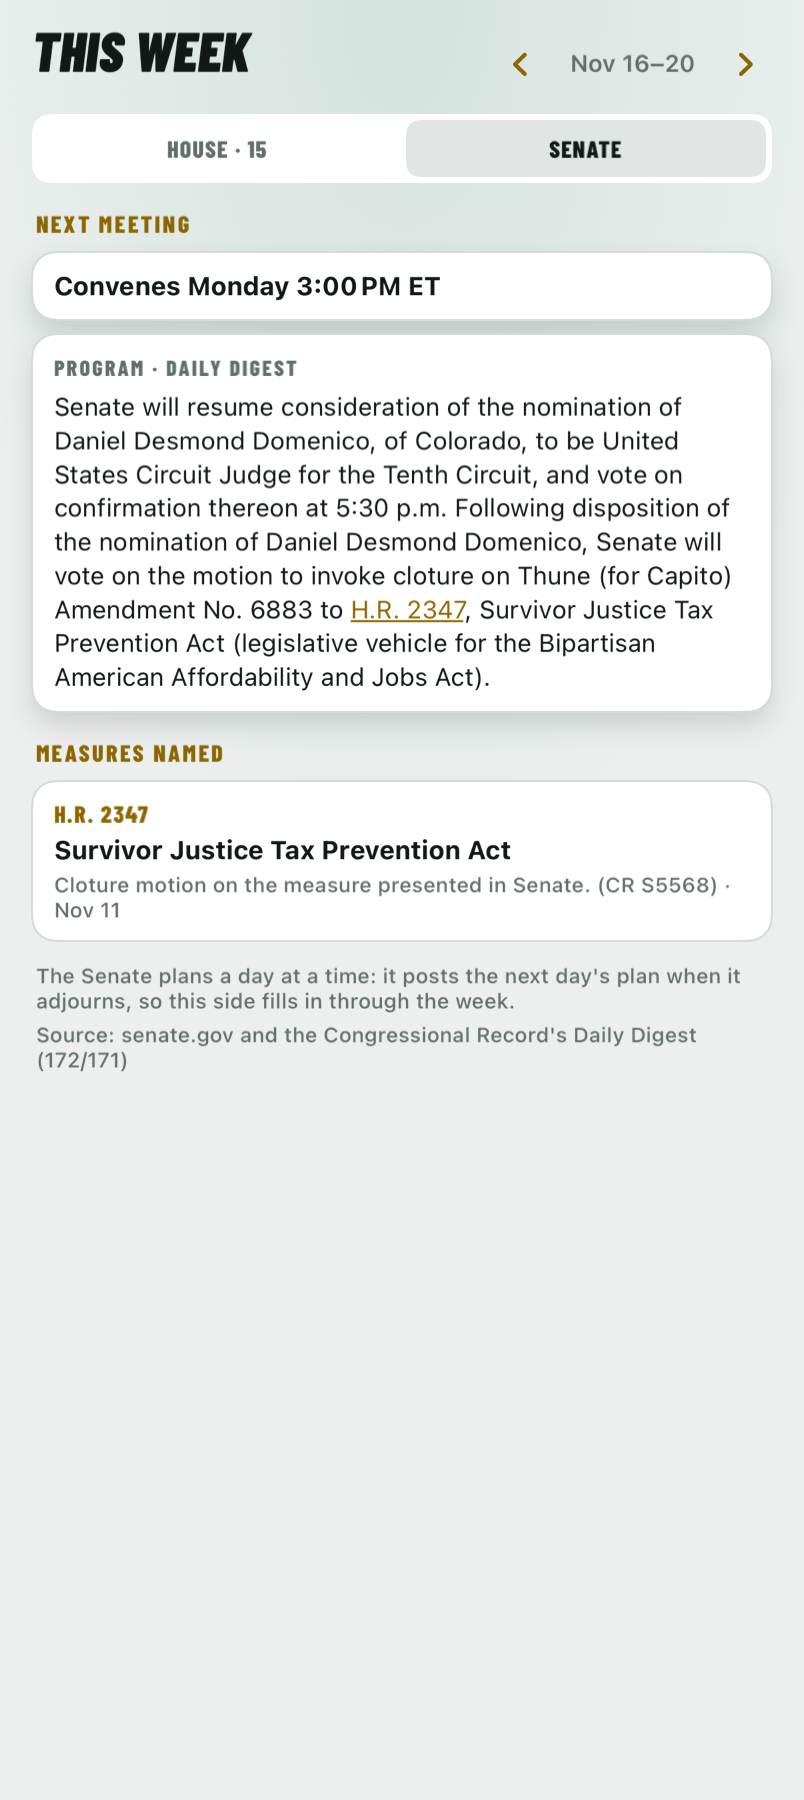 THIS WEEK
Nov 16–20
HOUSE · 15
SENATE
NEXT MEETING
Convenes Monday 3:00 PM ET
PROGRAM · DAILY DIGEST
Senate will resume consideration of the nomination of
Daniel Desmond Domenico, of Colorado, to be United
States Circuit Judge for the Tenth Circuit, and vote on
confirmation thereon at 5:30 p.m. Following disposition of
the nomination of Daniel Desmond Domenico, Senate will
vote on the motion to invoke cloture on Thune (for Capito)
Amendment No. 6883 to H.R. 2347, Survivor Justice Tax
Prevention Act (legislative vehicle for the Bipartisan
American Affordability and Jobs Act).
MEASURES NAMED
H.R. 2347
Survivor Justice Tax Prevention Act
Cloture motion on the measure presented in Senate. (CR S5568) ·
Nov 11
The Senate plans a day at a time: it posts the next day's plan when it
adjourns, so this side fills in through the week.
Source: senate.gov and the Congressional Record's Daily Digest
(172/171)